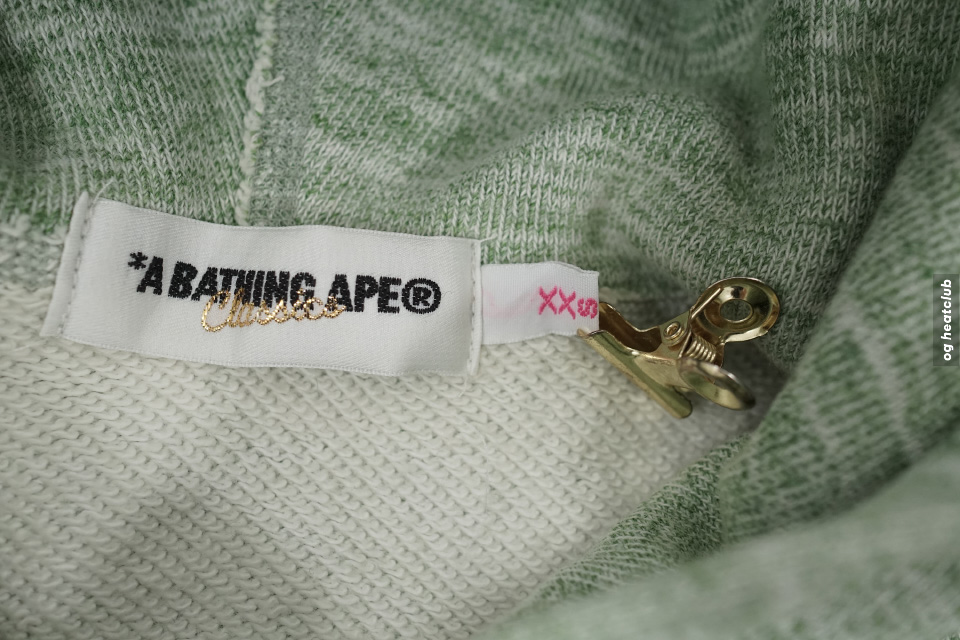 *A BATHING APE®
Classics
XXS
og heatclub